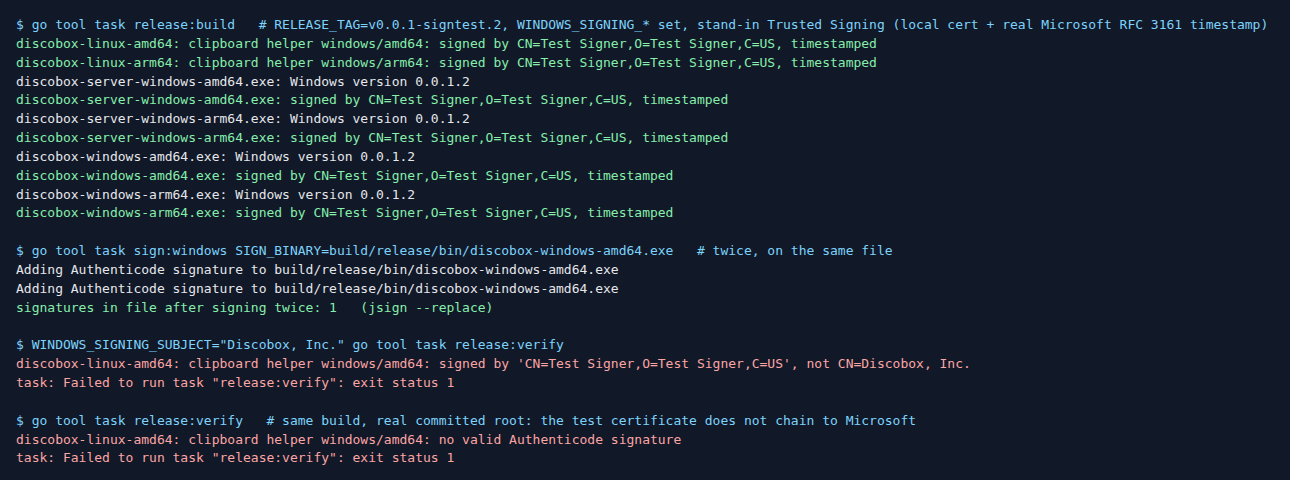 $ go tool task release:build   # RELEASE_TAG=v0.0.1-signtest.2, WINDOWS_SIGNING_* set, stand-in Trusted Signing (local cert + real Microsoft RFC 3161 timestamp)
discobox-linux-amd64: clipboard helper windows/amd64: signed by CN=Test Signer,O=Test Signer,C=US, timestamped
discobox-linux-arm64: clipboard helper windows/arm64: signed by CN=Test Signer,O=Test Signer,C=US, timestamped
discobox-server-windows-amd64.exe: Windows version 0.0.1.2
discobox-server-windows-amd64.exe: signed by CN=Test Signer,O=Test Signer,C=US, timestamped
discobox-server-windows-arm64.exe: Windows version 0.0.1.2
discobox-server-windows-arm64.exe: signed by CN=Test Signer,O=Test Signer,C=US, timestamped
discobox-windows-amd64.exe: Windows version 0.0.1.2
discobox-windows-amd64.exe: signed by CN=Test Signer,O=Test Signer,C=US, timestamped
discobox-windows-arm64.exe: Windows version 0.0.1.2
discobox-windows-arm64.exe: signed by CN=Test Signer,O=Test Signer,C=US, timestamped
$ go tool task sign:windows SIGN_BINARY=build/release/bin/discobox-windows-amd64.exe   # twice, on the same file
Adding Authenticode signature to build/release/bin/discobox-windows-amd64.exe
Adding Authenticode signature to build/release/bin/discobox-windows-amd64.exe
signatures in file after signing twice: 1   (jsign --replace)
$ WINDOWS_SIGNING_SUBJECT="Discobox, Inc." go tool task release:verify
discobox-linux-amd64: clipboard helper windows/amd64: signed by 'CN=Test Signer,O=Test Signer,C=US', not CN=Discobox, Inc.
task: Failed to run task "release:verify": exit status 1
$ go tool task release:verify   # same build, real committed root: the test certificate does not chain to Microsoft
discobox-linux-amd64: clipboard helper windows/amd64: no valid Authenticode signature
task: Failed to run task "release:verify": exit status 1